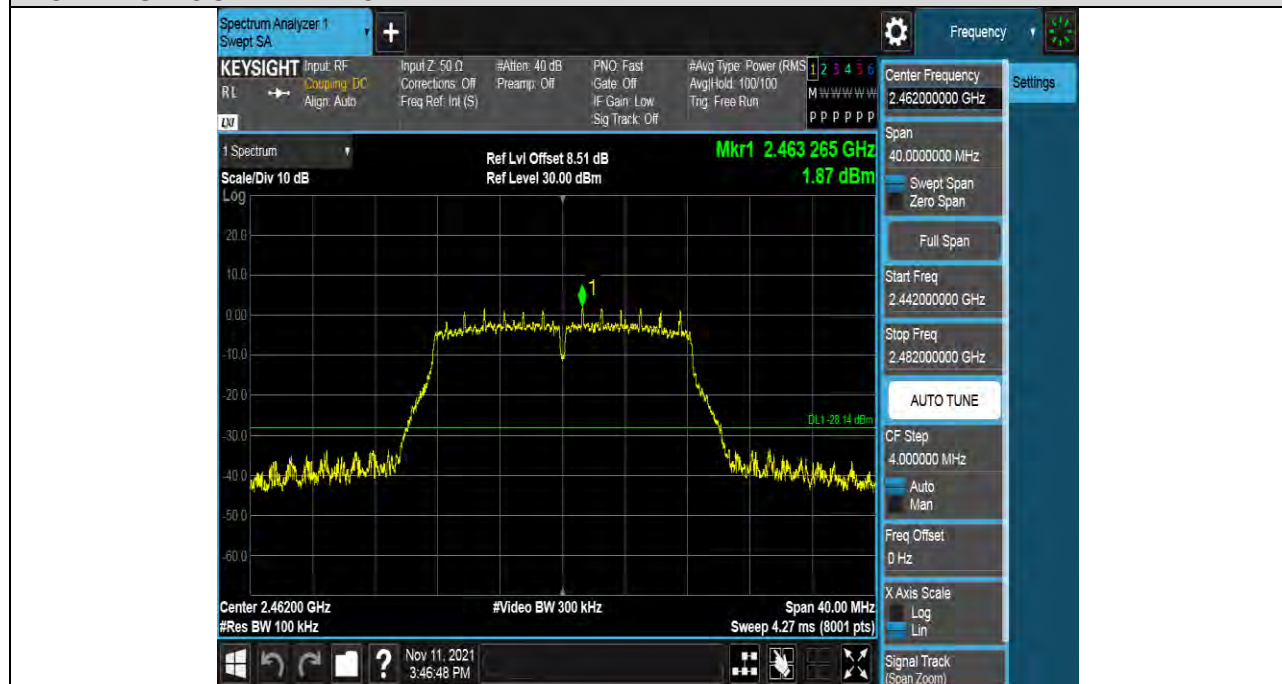 Spectrum Analyzer 1
Swept SA
+
Frequency
KEYSIGHT
RL
LXI
Input: RF
Coupling: DC
Align: Auto
Input Z: 50 Ω
Corrections: Off
Freq Ref: Int (S)
#Atten: 40 dB
Preamp: Off
PNO: Fast
Gate: Off
IF Gain: Low
Sig Track: Off
#Avg Type: Power (RMS
Avg|Hold: 100/100
Trig: Free Run
1 2 3 4 5 6
M W W W W W
P P P P P P
1 Spectrum
Scale/Div 10 dB
Ref Lvl Offset 8.51 dB
Ref Level 30.00 dBm
Mkr1 2.463 265 GHz
1.87 dBm
Log
20.0
10.0
0.00
-10.0
-20.0
-30.0
-40.0
-50.0
-60.0
1
DL1 -28.14 dBm
Center 2.46200 GHz
#Res BW 100 kHz
#Video BW 300 kHz
Span 40.00 MHz
Sweep 4.27 ms (8001 pts)
?
Nov 11, 2021
3:46:48 PM
Center Frequency
2.462000000 GHz
Settings
Span
40.0000000 MHz
Swept Span
Zero Span
Full Span
Start Freq
2.442000000 GHz
Stop Freq
2.482000000 GHz
AUTO TUNE
CF Step
4.000000 MHz
Auto
Man
Freq Offset
0 Hz
X Axis Scale
Log
Lin
Signal Track
(Span Zoom)